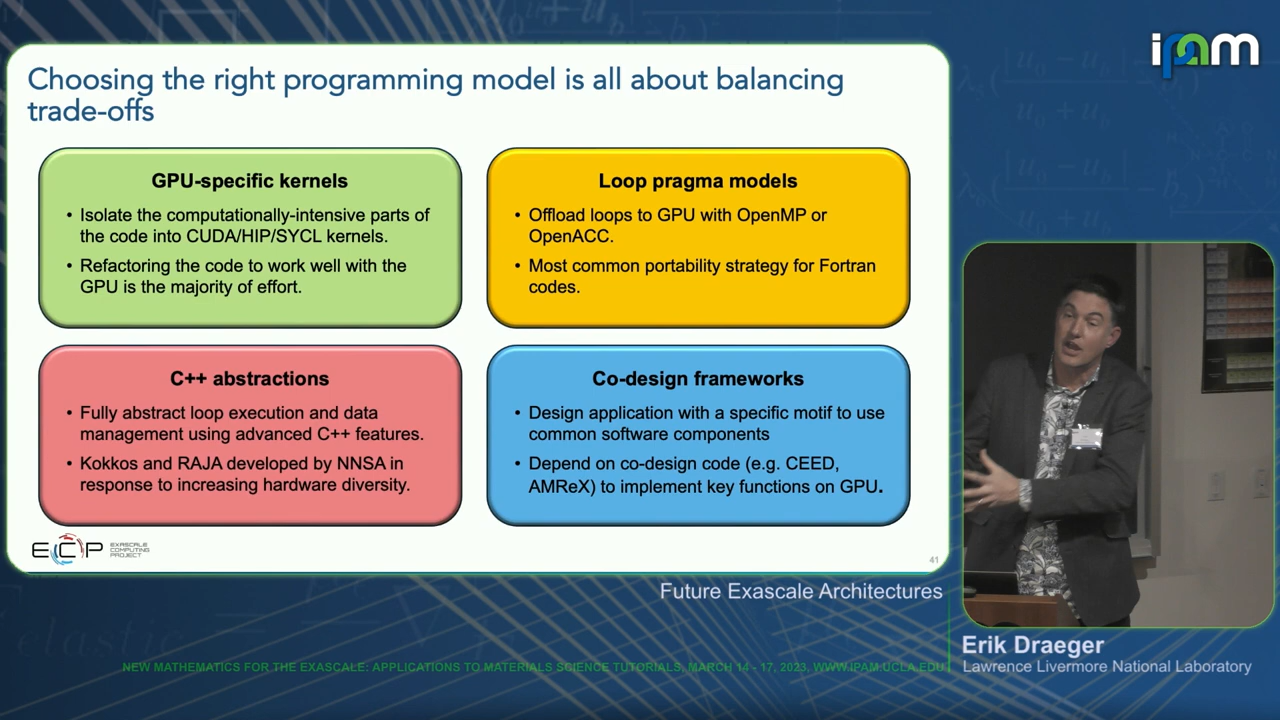 ipam
Choosing the right programming model is all about balancing
trade-offs
GPU-specific kernels
• Isolate the computationally-intensive parts of
the code into CUDA/HIP/SYCL kernels.
• Refactoring the code to work well with the
GPU is the majority of effort.
Loop pragma models
• Offload loops to GPU with OpenMP or
OpenACC.
• Most common portability strategy for Fortran
codes.
C++ abstractions
• Fully abstract loop execution and data
management using advanced C++ features.
• Kokkos and RAJA developed by NNSA in
response to increasing hardware diversity.
Co-design frameworks
• Design application with a specific motif to use
common software components
• Depend on co-design code (e.g. CEED,
AMReX) to implement key functions on GPU.
ECP
EXASCALE
COMPUTING
PROJECT
41
Future Exascale Architectures
Erik Draeger
Lawrence Livermore National Laboratory
NEW MATHEMATICS FOR THE EXASCALE: APPLICATIONS TO MATERIALS SCIENCE TUTORIALS, MARCH 14 - 17, 2023, WWW.IPAM.UCLA.EDU
elastic